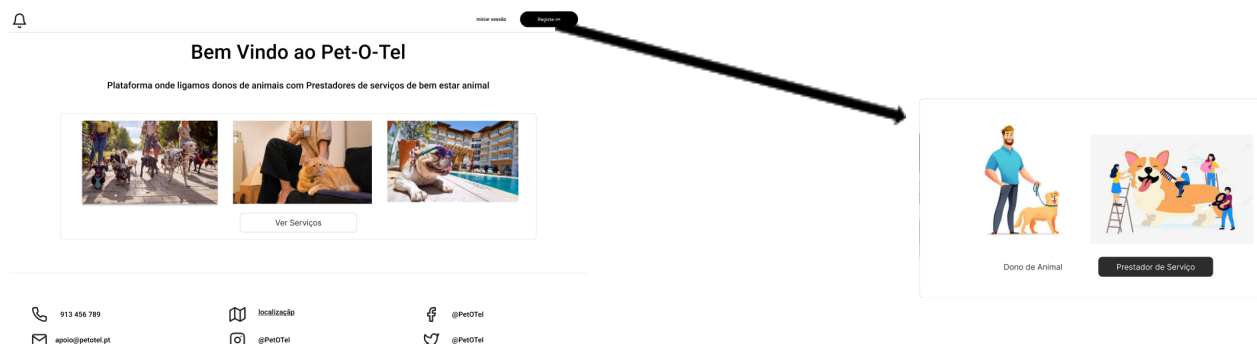 Iniciar sessão
Registe-se
Bem Vindo ao Pet-O-Tel
Plataforma onde ligamos donos de animais com Prestadores de serviços de bem estar animal
Ver Serviços
Dono de Animal
Prestador de Serviço
913 456 789
localizaçãp
@PetOTel
apoio@petotel.pt
@PetOTel
@PetOTel